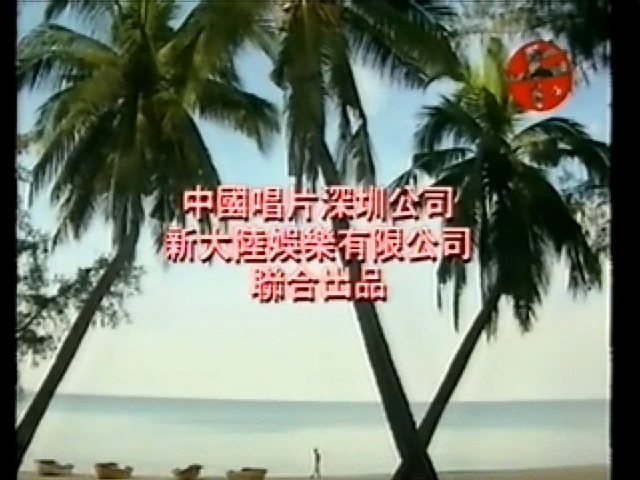 中國唱片深圳公司
新大陸娛樂有限公司
聯合出品